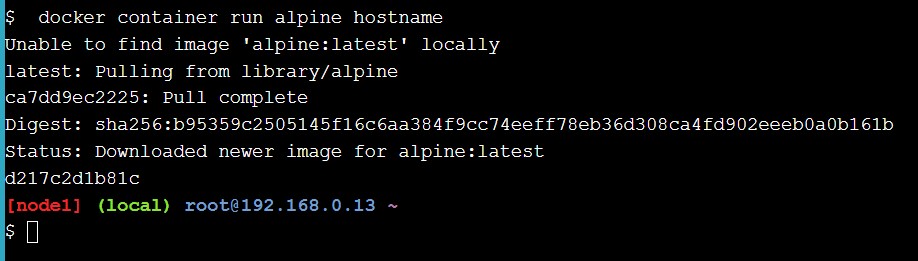 $  docker container run alpine hostname
Unable to find image 'alpine:latest' locally
latest: Pulling from library/alpine
ca7dd9ec2225: Pull complete
Digest: sha256:b95359c2505145f16c6aa384f9cc74eeff78eb36d308ca4fd902eeeb0a0b161b
Status: Downloaded newer image for alpine:latest
d217c2d1b81c
[node1] (local) root@192.168.0.13 ~
$